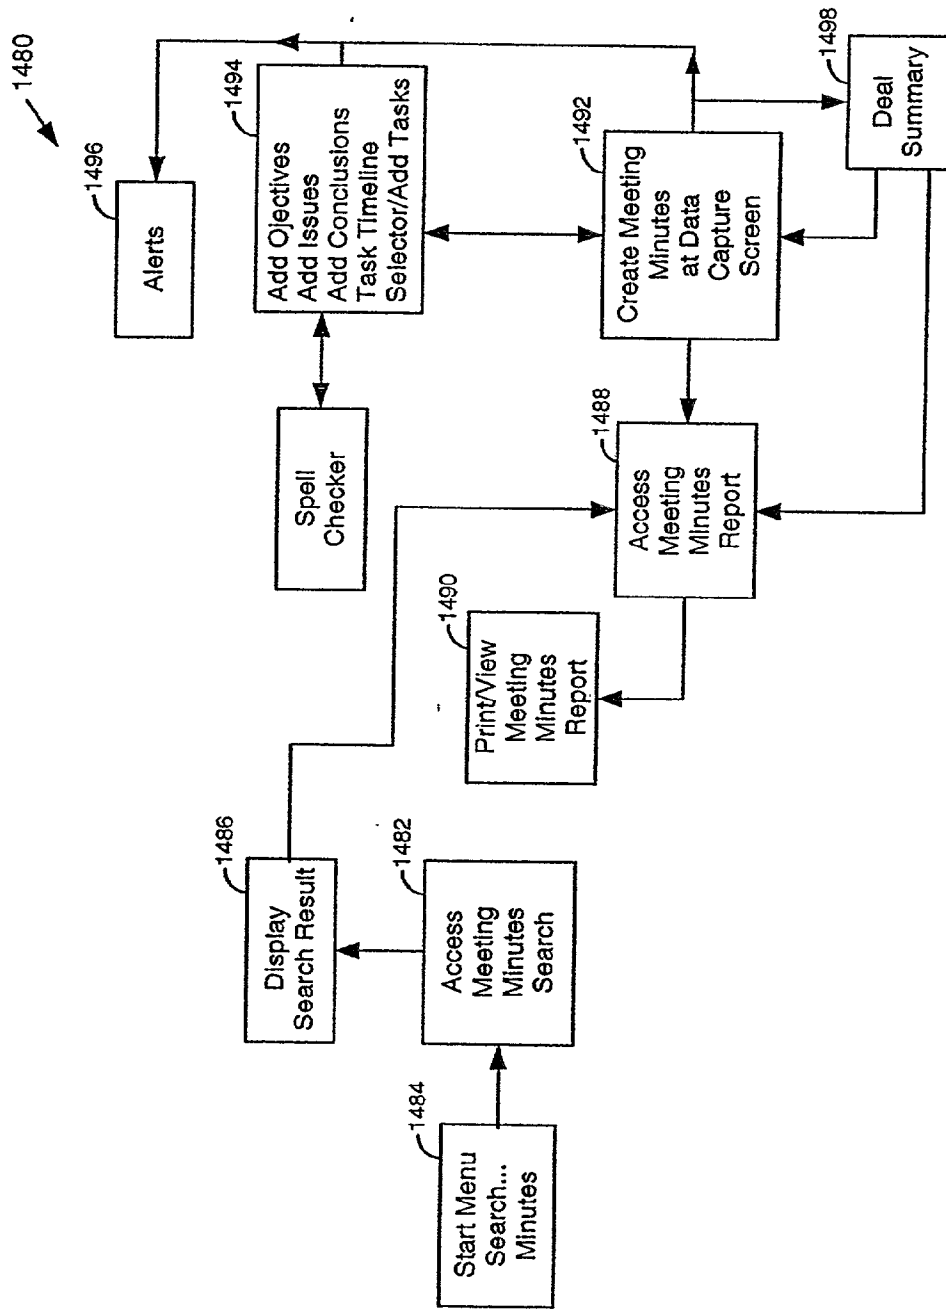 1480
1496
Alerts
1494
Add Ojectives
Add Issues
Add Conclusions
Task Timeline
Selector/Add Tasks
Spell
Checker
1492
Create Meeting
Minutes
at Data
Capture
Screen
1498
Deal
Summary
1488
Access
Meeting
Minutes
Report
1490
Print/View
Meeting
Minutes
Report
1486
Display
Search Result
1482
Access
Meeting
Minutes
Search
1484
Start Menu
Search...
Minutes